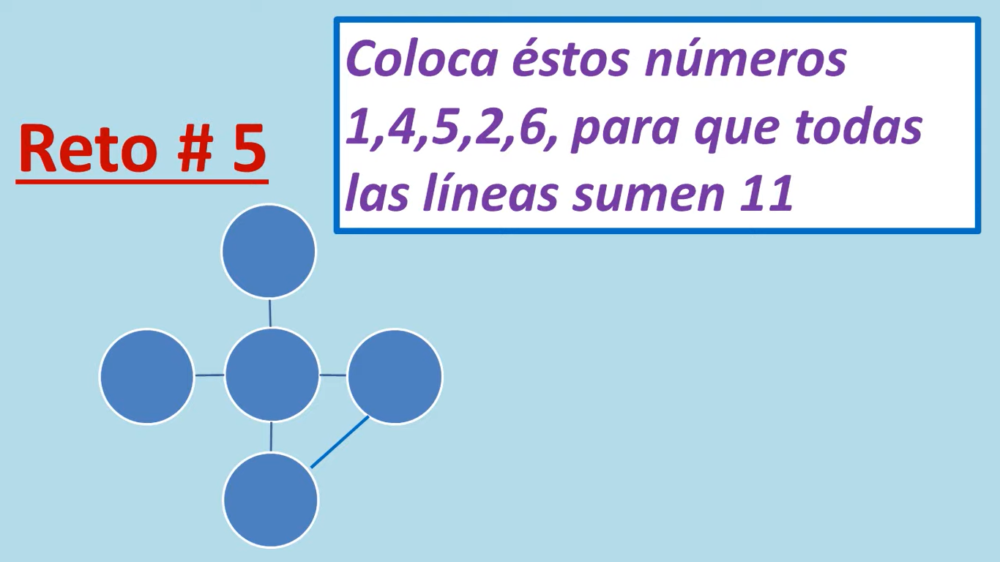 Coloca éstos números
1,4,5,2,6, para que todas
las líneas sumen 11
Reto # 5